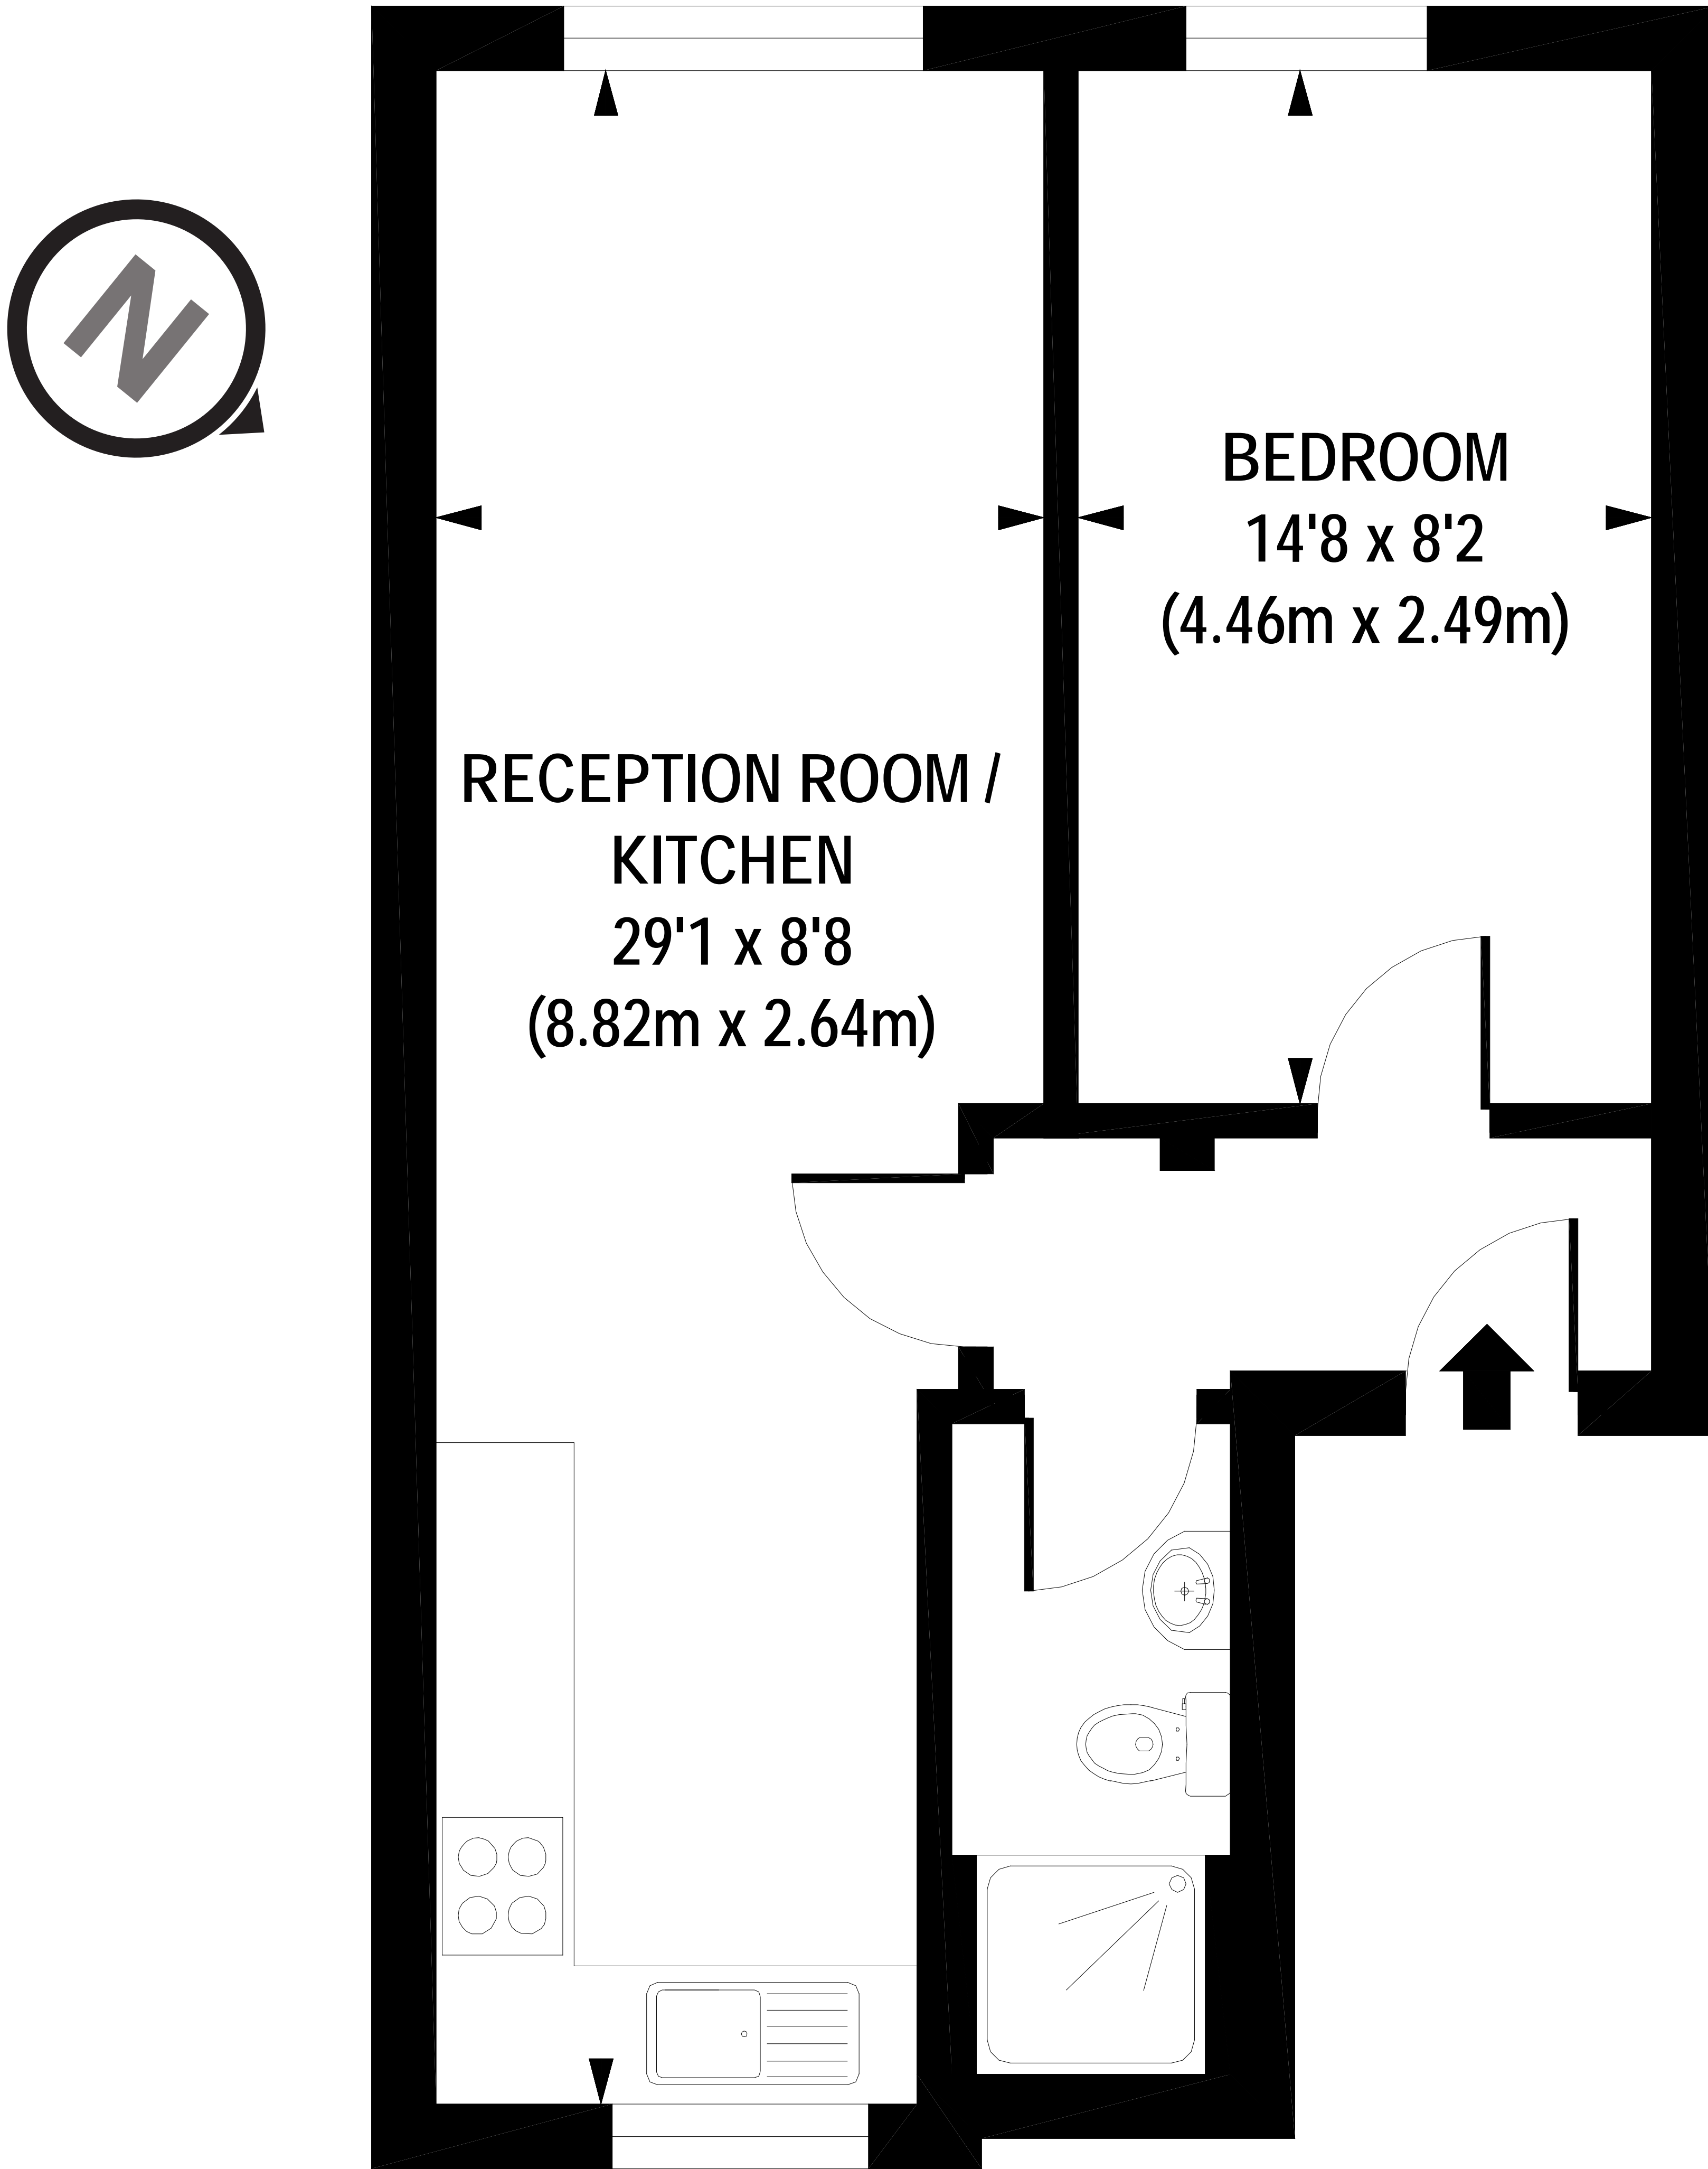 N
BEDROOM
14'8 x 8'2
(4.46m x 2.49m)
RECEPTION ROOM /
KITCHEN
29'1 x 8'8
(8.82m x 2.64m)